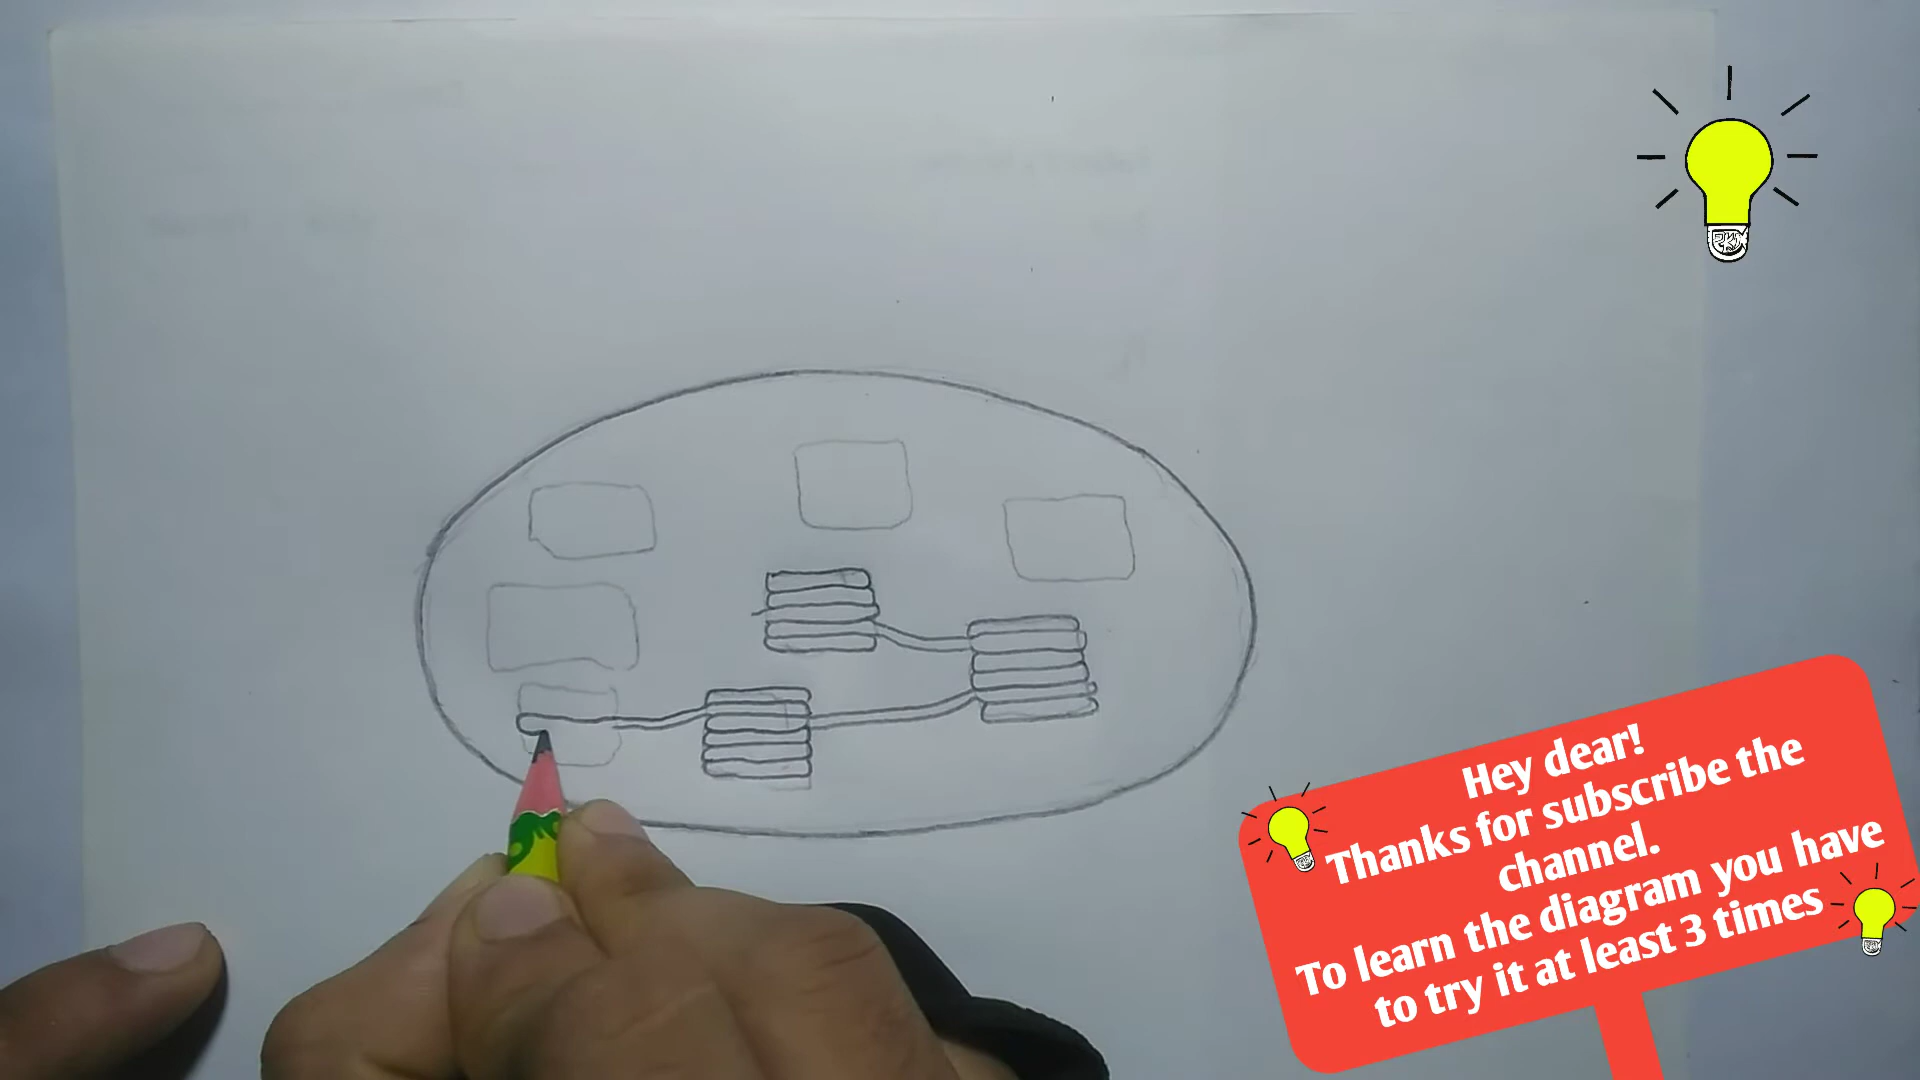 Hey dear!
Thanks for subscribe the
channel.
To learn the diagram you have
to try it at least 3 times